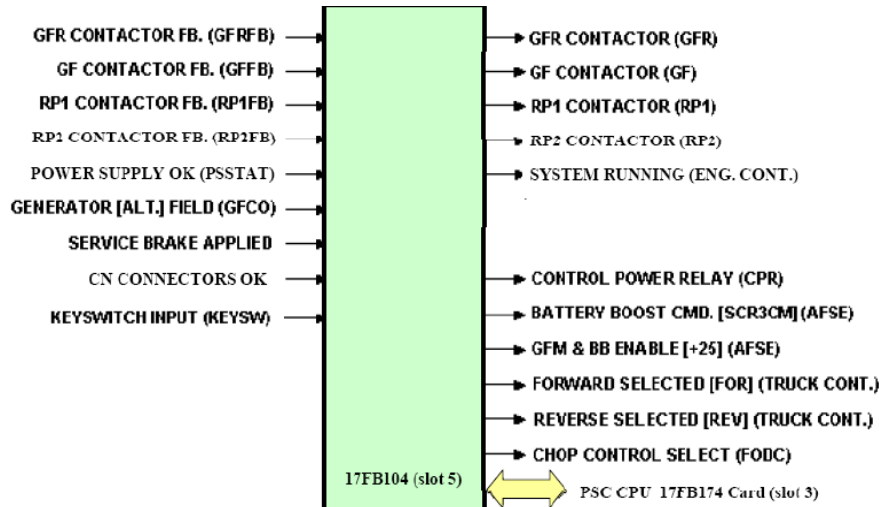 GFR CONTACTOR FB. (GFRFB)
GF CONTACTOR FB. (GFFB)
RP1 CONTACTOR FB. (RP1FB)
RP2 CONTACTOR FB. (RP2FB)
POWER SUPPLY OK (PSSTAT)
GENERATOR [ALT.] FIELD (GFCO)
SERVICE BRAKE APPLIED
CN CONNECTORS OK
KEYSWITCH INPUT (KEYSW)
17FB104 (slot 5)
GFR CONTACTOR (GFR)
GF CONTACTOR (GF)
RP1 CONTACTOR (RP1)
RP2 CONTACTOR (RP2)
SYSTEM RUNNING (ENG. CONT.)
CONTROL POWER RELAY (CPR)
BATTERY BOOST CMD. [SCR3CM] (AFSE)
GFM & BB ENABLE [+25] (AFSE)
FORWARD SELECTED [FOR] (TRUCK CONT.)
REVERSE SELECTED [REV] (TRUCK CONT.)
CHOP CONTROL SELECT (FODC)
PSC CPU 17FB174 Card (slot 3)